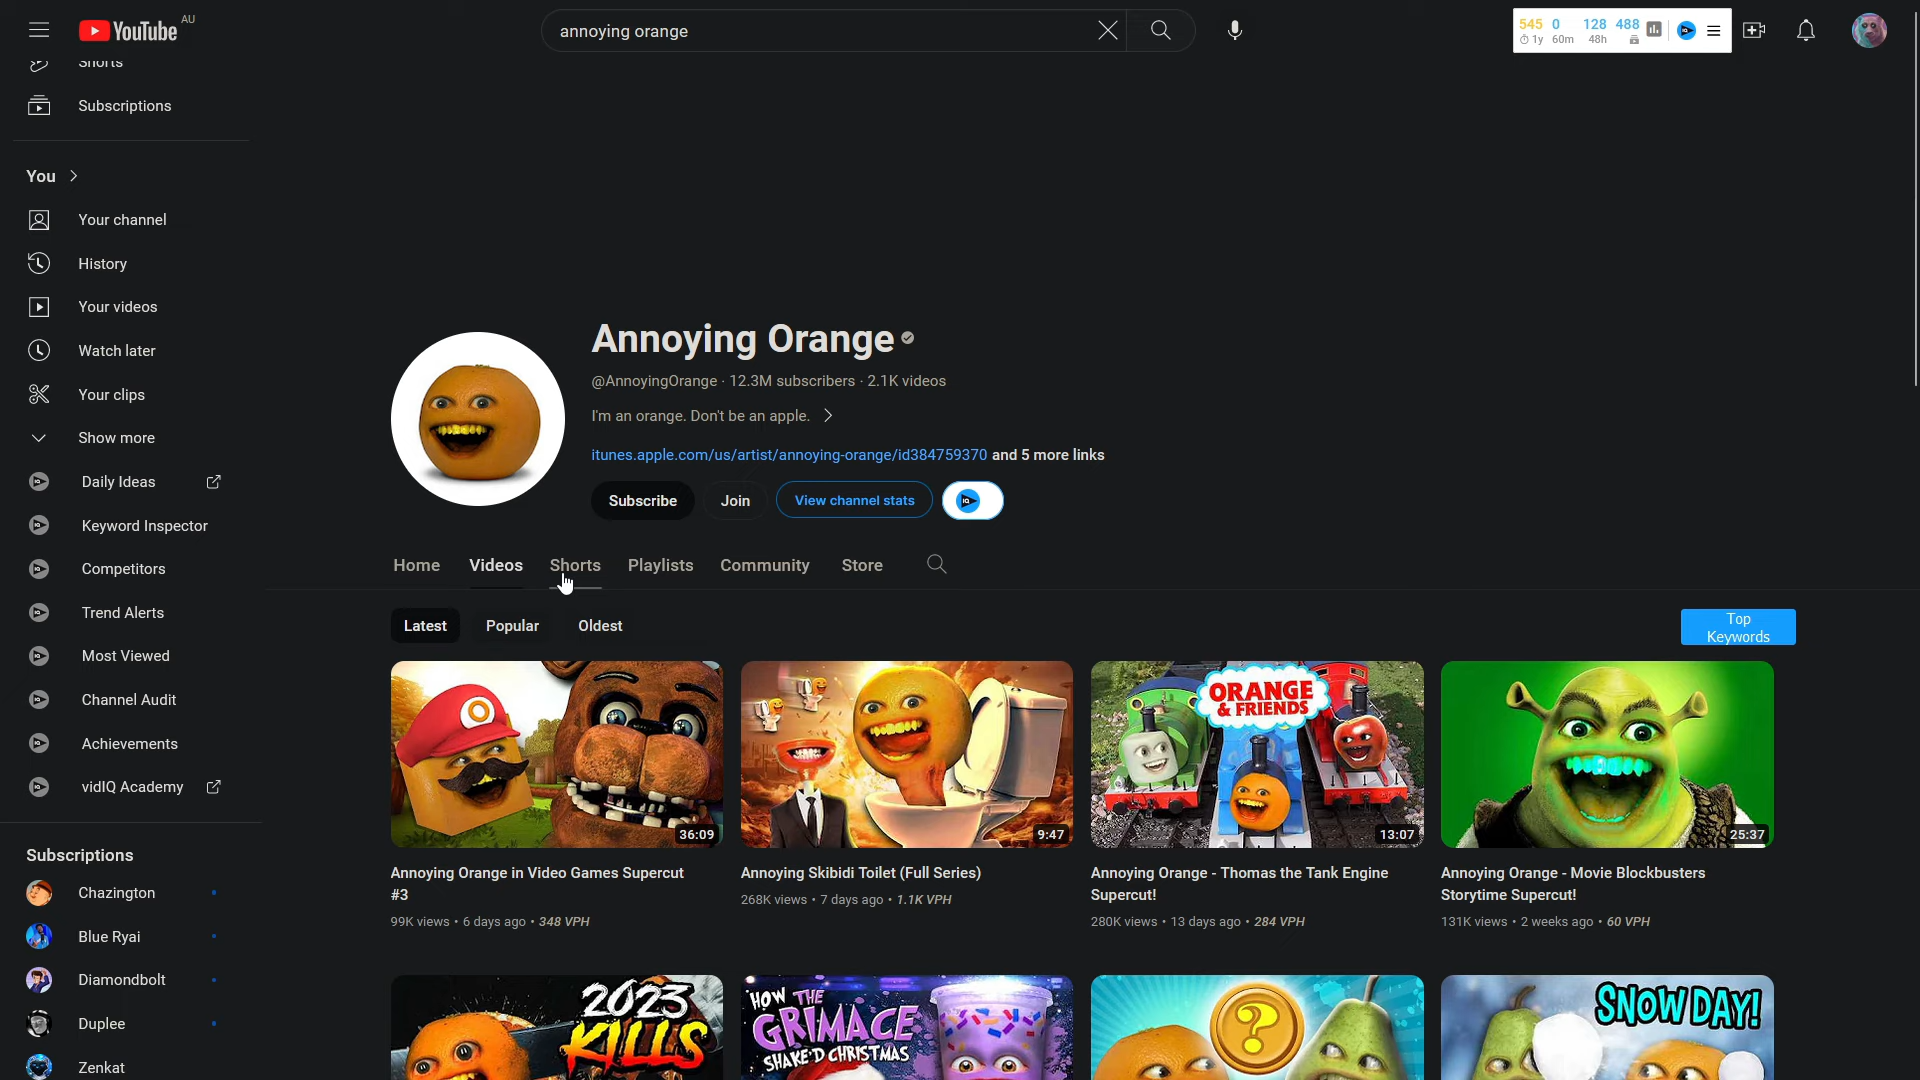 YouTube AU
annoying orange
545 0 128 488
1y 60m 48h
Shorts
Subscriptions
You
Your channel
History
Your videos
Watch later
Your clips
Show more
Daily Ideas
Keyword Inspector
Competitors
Trend Alerts
Most Viewed
Channel Audit
Achievements
vidIQ Academy
Subscriptions
Chazington
Blue Ryai
Diamondbolt
Duplee
Zenkat
Annoying Orange
@AnnoyingOrange · 12.3M subscribers · 2.1K videos
I'm an orange. Don't be an apple.
itunes.apple.com/us/artist/annoying-orange/id384759370 and 5 more links
Subscribe Join View channel stats
Home Videos Shorts Playlists Community Store
Latest Popular Oldest
Top
Keywords
36:09
9:47
ORANGE
& FRIENDS
13:07
25:37
Annoying Orange in Video Games Supercut
#3
99K views • 6 days ago • 348 VPH
Annoying Skibidi Toilet (Full Series)
268K views • 7 days ago • 1.1K VPH
Annoying Orange - Thomas the Tank Engine
Supercut!
280K views • 13 days ago • 284 VPH
Annoying Orange - Movie Blockbusters
Storytime Supercut!
131K views • 2 weeks ago • 60 VPH
2023
KILLS
HOW THE
GRIMACE
SHAKE'D CHRISTMAS
?
SNOW DAY!